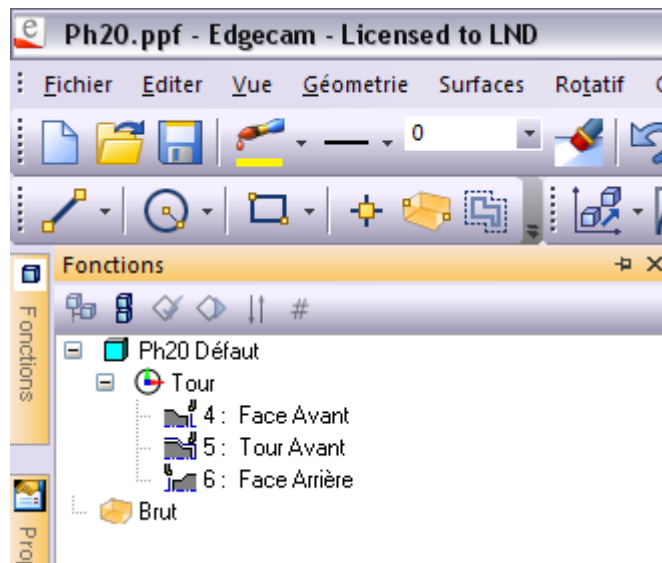 Ph20.ppf - Edgecam - Licensed to LND
Fichier Editer Vue Géometrie Surfaces Rotatif
0
Fonctions
#
Fonctions
Ph20 Défaut
Tour
4 : Face Avant
5 : Tour Avant
6 : Face Arrière
Brut
Prop